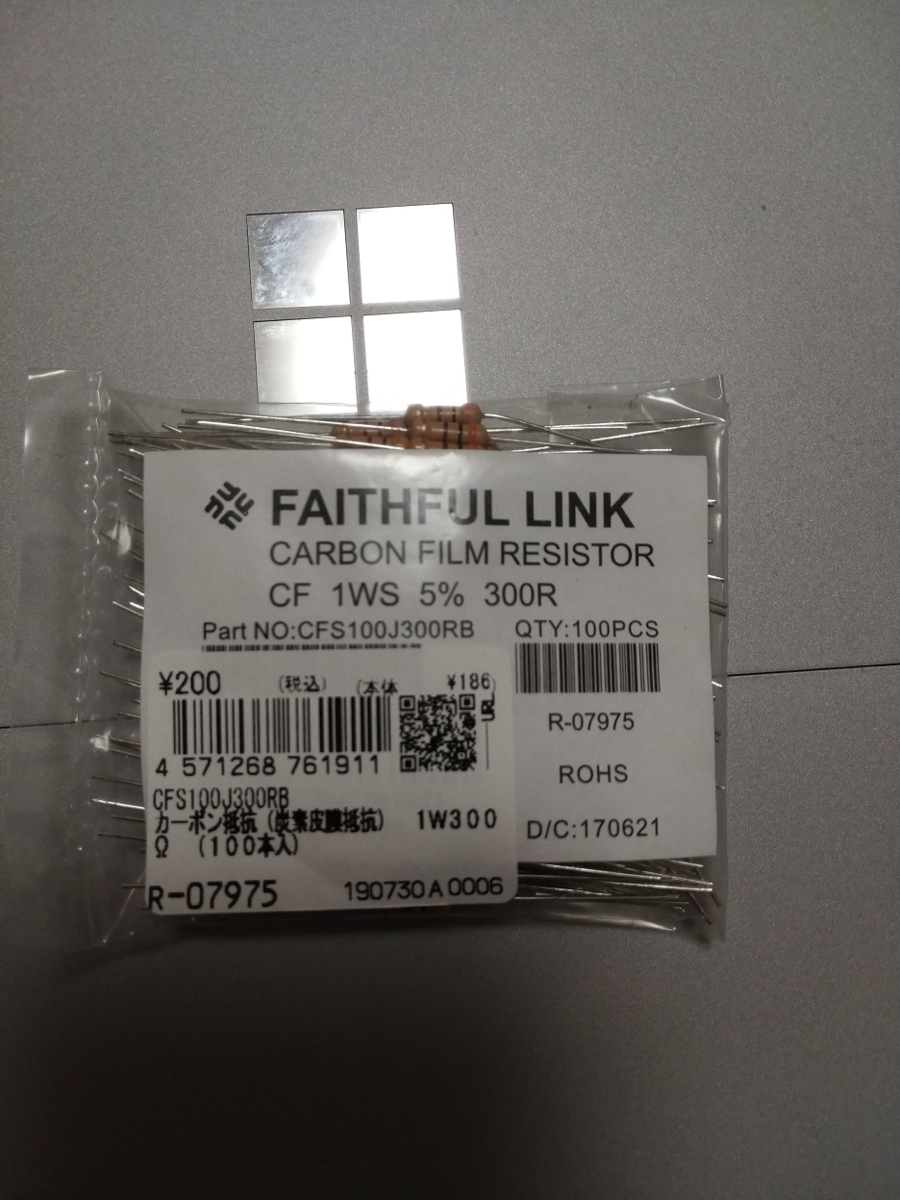 FAITHFUL LINK
CARBON FILM RESISTOR
CF 1WS 5% 300R
Part NO:CFS100J300RB QTY:100PCS
¥200 (税込) (本体 ¥186)
URL
4 571268 761911
CFS100J300RB
カーボン抵抗（炭素皮膜抵抗） 1W300
Ω （100本入）
R-07975 190730A0006
R-07975
ROHS
D/C:170621